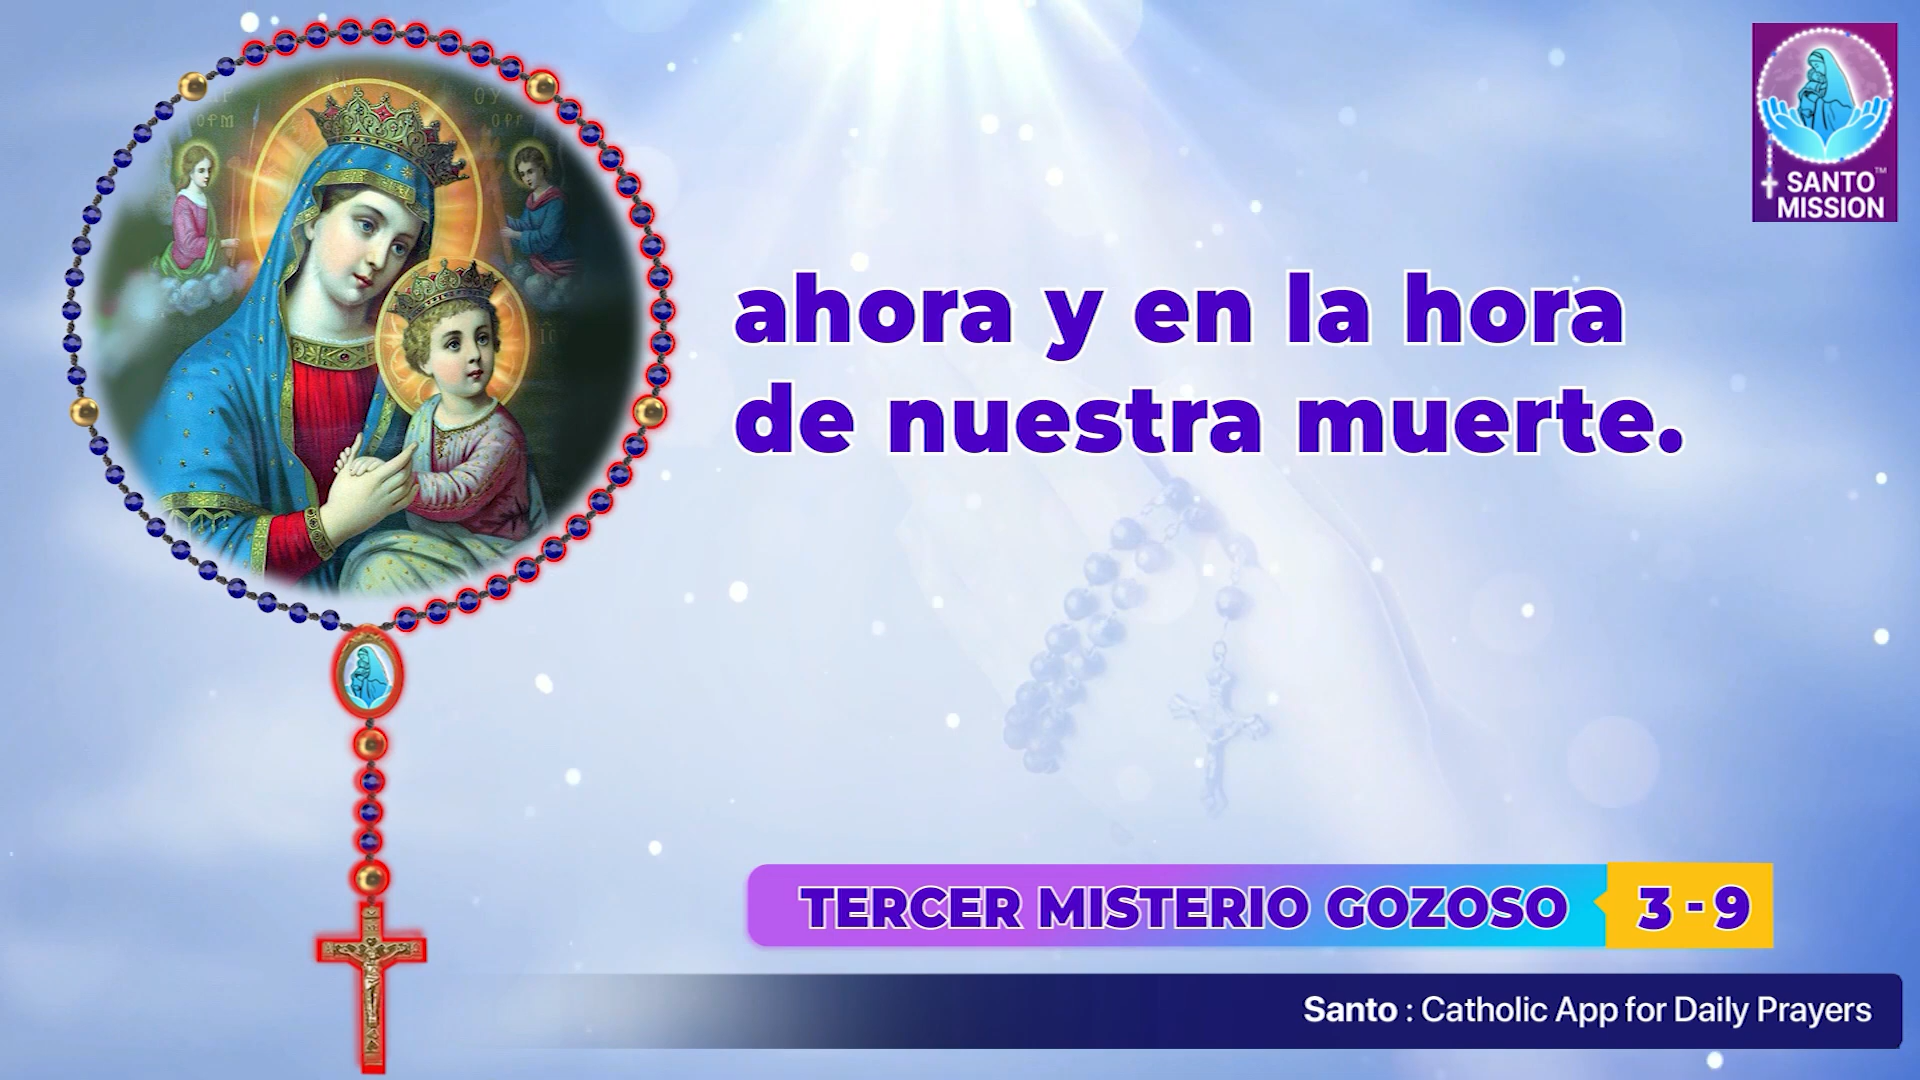 SANTO™
MISSION
ahora y en la hora
de nuestra muerte.
TERCER MISTERIO GOZOSO 3 - 9
Santo : Catholic App for Daily Prayers